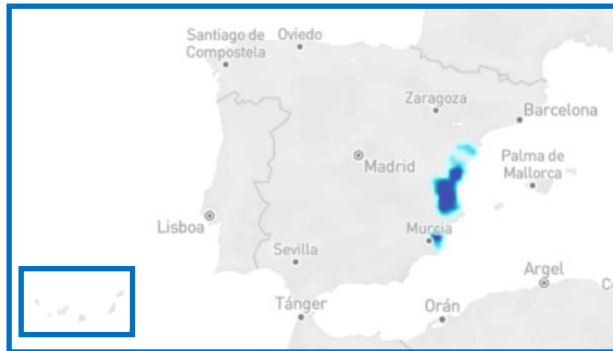 Santiago de
Compostela
Oviedo
Zaragoza
Barcelona
Madrid
Palma de
Mallorca
Lisboa
Murcia
Sevilla
Argel
Tánger
Orán